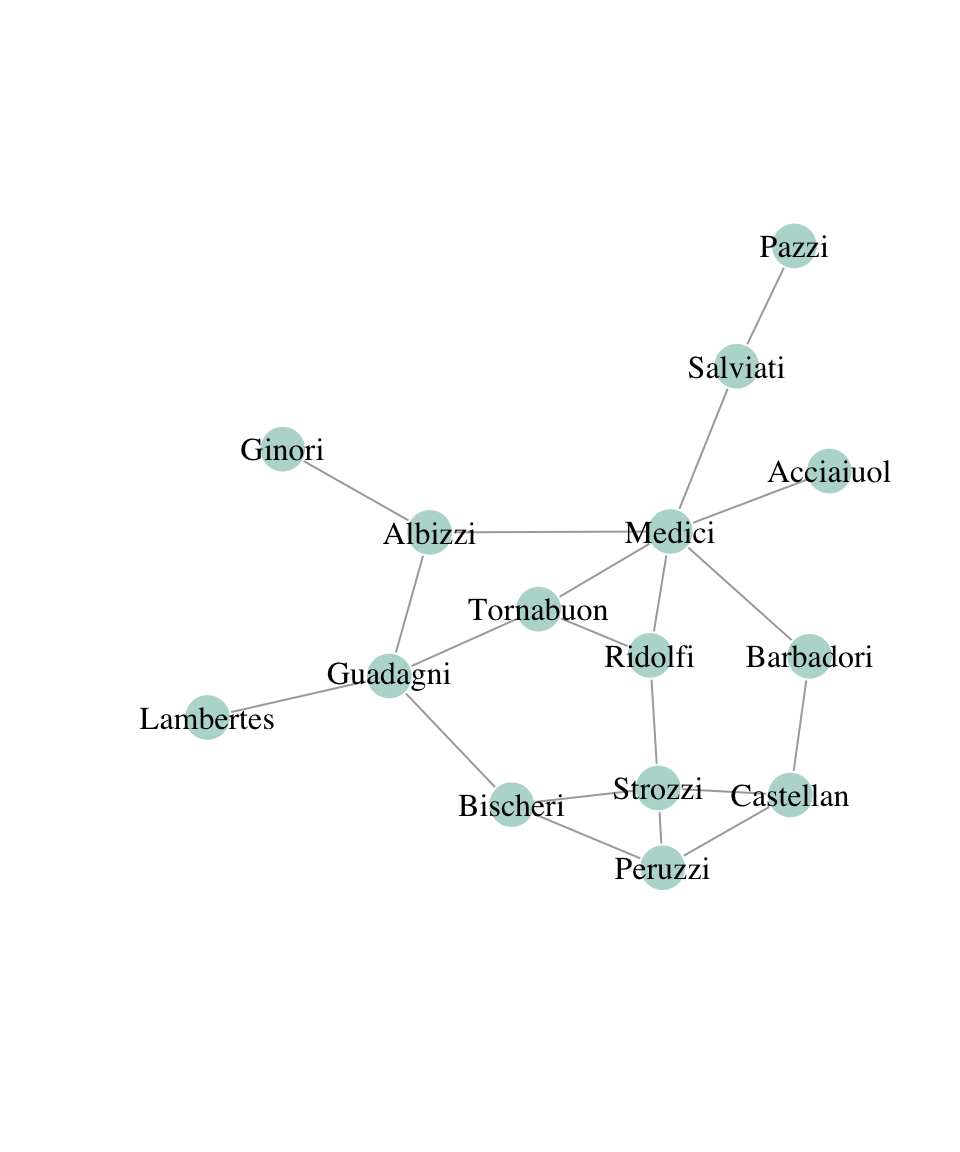 Pazzi
Salviati
Ginori
Acciaiuol
Albizzi
Medici
Tornabuon
Ridolfi
Barbadori
Guadagni
Lambertes
Strozzi
Castellan
Bischeri
Peruzzi